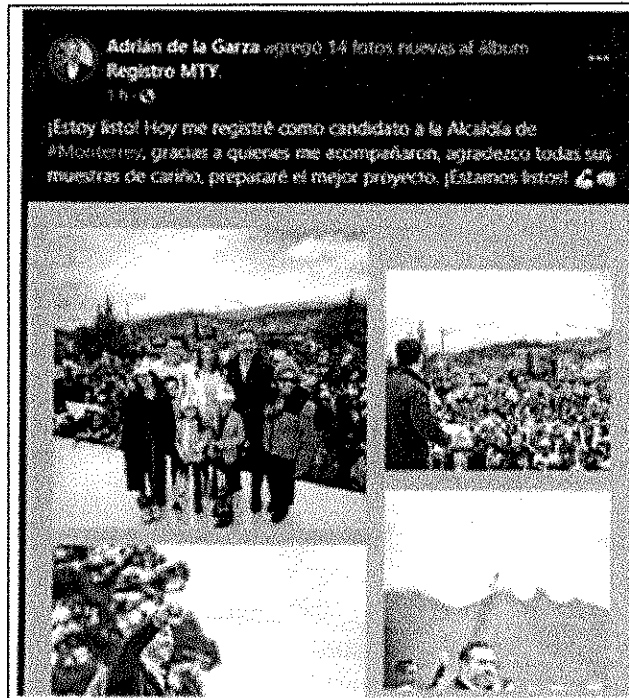 Adrián de la Garza agregó 14 fotos nuevas al álbum
Registro MTY.
1 h ·
¡Estoy listo! Hoy me registré como candidato a la Alcaldía de
#Monterrey, gracias a quienes me acompañaron, agradezco todas sus
muestras de cariño, prepararé el mejor proyecto. ¡Estamos listos! 💪